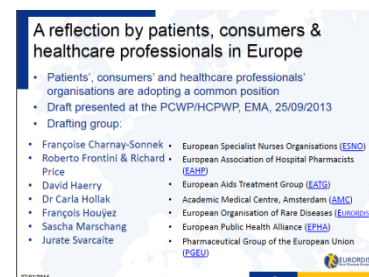 A reflection by patients, consumers &
healthcare professionals in Europe
• Patients', consumers' and healthcare professionals'
organisations are adopting a common position
• Draft presented at the PCWP/HCPWP, EMA, 25/09/2013
• Drafting group:
• Françoise Charnay-Sonnek
• Roberto Frontini & Richard
Price
• David Haerry
• Dr Carla Hollak
• François Houÿez
• Sascha Marschang
• Jurate Svarcaite
• European Specialist Nurses Organisations (ESNO)
• European Association of Hospital Pharmacists
(EAHP)
• European Aids Treatment Group (EATG)
• Academic Medical Centre, Amsterdam (AMC)
• European Organisation of Rare Diseases (EURORDIS
• European Public Health Alliance (EPHA)
• Pharmaceutical Group of the European Union
(PGEU)
EURORDIS